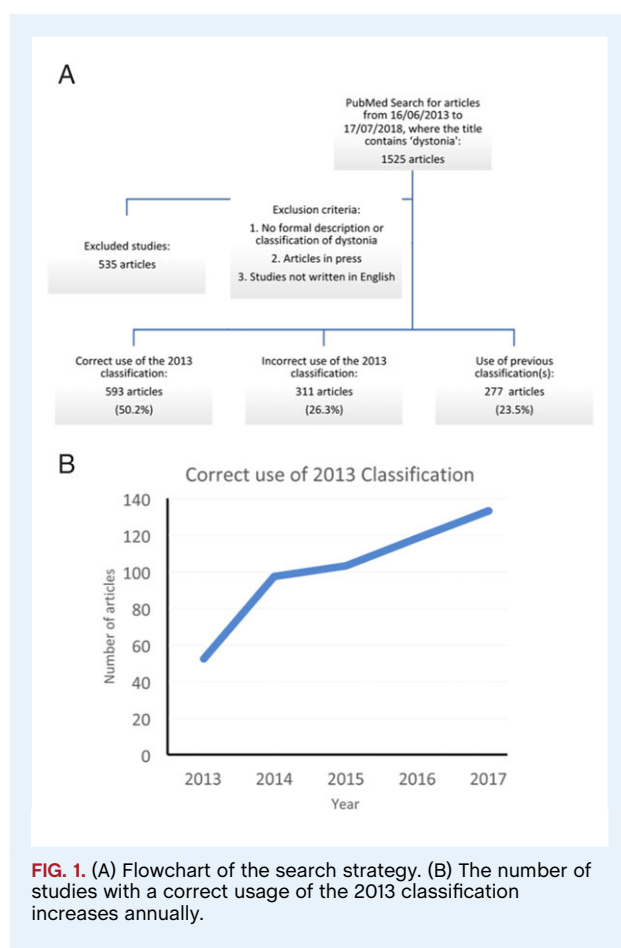 A
PubMed Search for articles
from 16/06/2013 to
17/07/2018, where the title
contains 'dystonia':
1525 articles
Exclusion criteria:
1. No formal description or
classification of dystonia
2. Articles in press
3. Studies not written in English
Excluded studies:
535 articles
Correct use of the 2013
classification:
593 articles
(50.2%)
Incorrect use of the 2013
classification:
311 articles
(26.3%)
Use of previous
classification(s):
277 articles
(23.5%)
B
Correct use of 2013 Classification
Number of articles
140
120
100
80
60
40
20
0
2013 2014 2015 2016 2017
Year
FIG. 1. (A) Flowchart of the search strategy. (B) The number of
studies with a correct usage of the 2013 classification
increases annually.